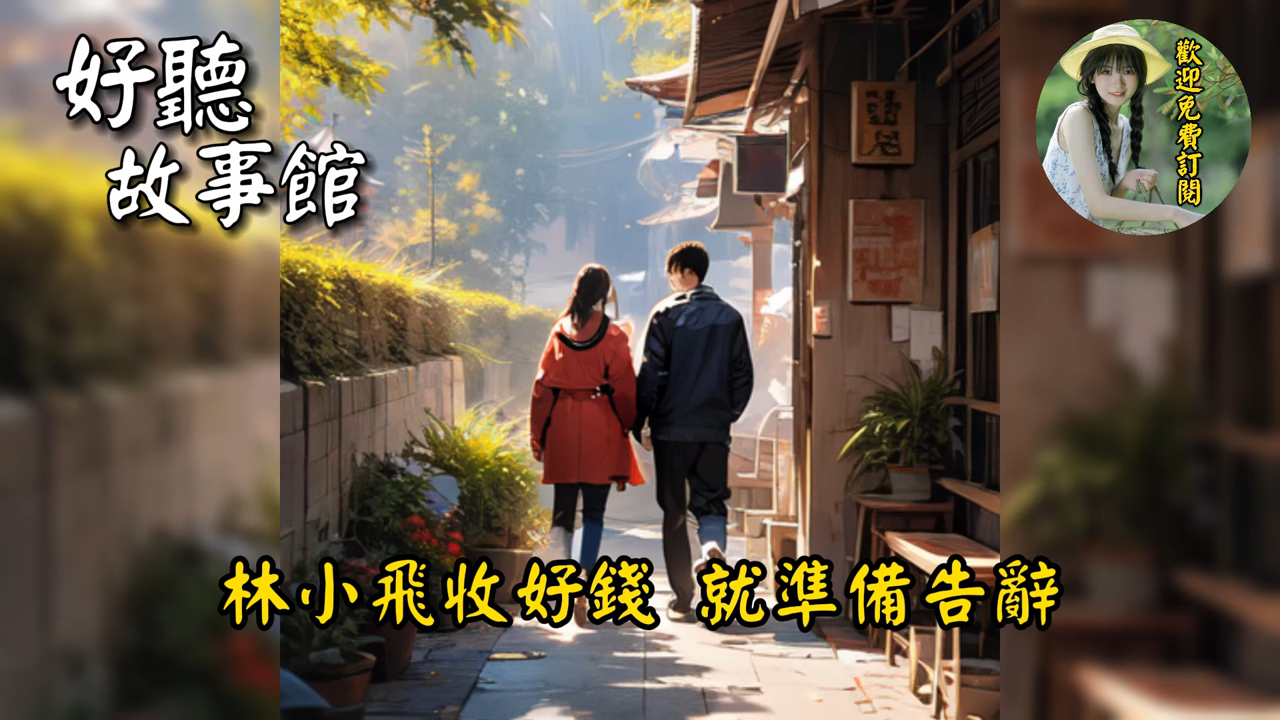 好聽
故事館
歡迎免費訂閱
林小飛收好錢 就準備告辭